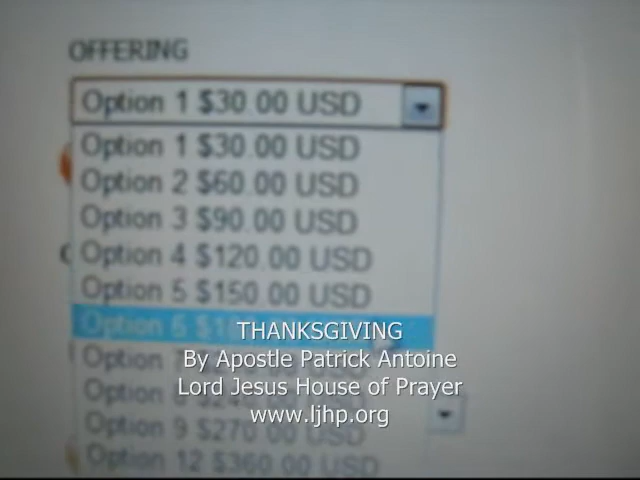 OFFERING
Option 1 $30.00 USD
Option 1 $30.00 USD
Option 2 $60.00 USD
Option 3 $90.00 USD
Option 4 $120.00 USD
Option 5 $150.00 USD
Option 6
THANKSGIVING
Option
By Apostle Patrick Antoine
Lord Jesus House of Prayer
www.ljhp.org
Option 9 $270.00 USD
Option 12 $360.00 USD